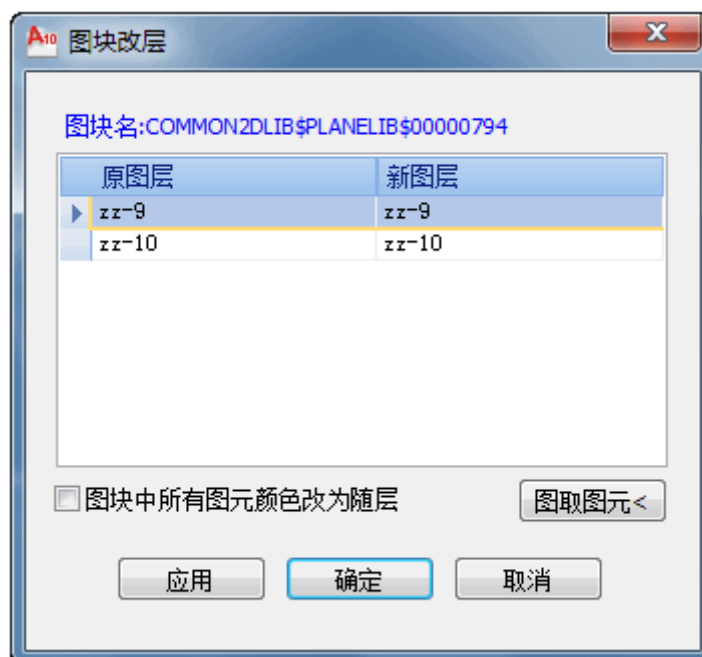 A10 图块改层
图块名:COMMON2DLIB$PLANELIB$00000794
原图层 新图层
zz-9 zz-9
zz-10 zz-10
图块中所有图元颜色改为随层 图取图元<
应用 确定 取消